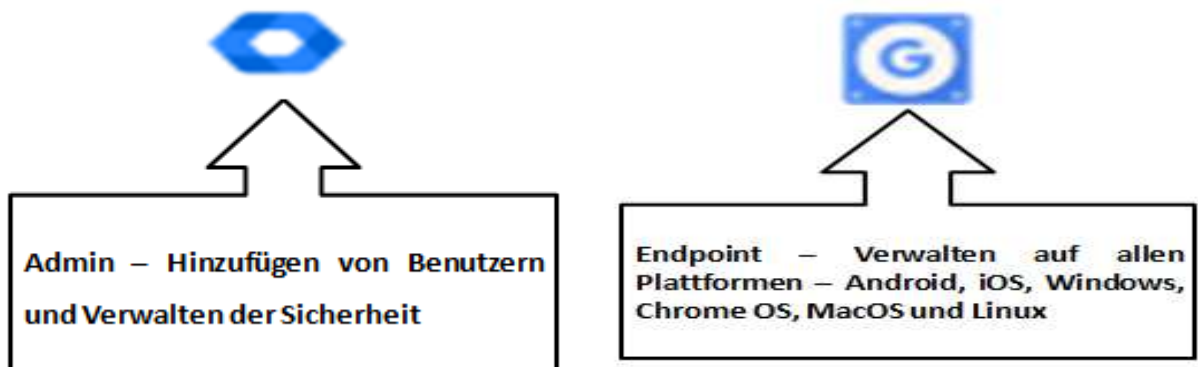 Admin – Hinzufügen von Benutzern
und Verwalten der Sicherheit
Endpoint – Verwalten auf allen
Plattformen – Android, iOS, Windows,
Chrome OS, MacOS und Linux